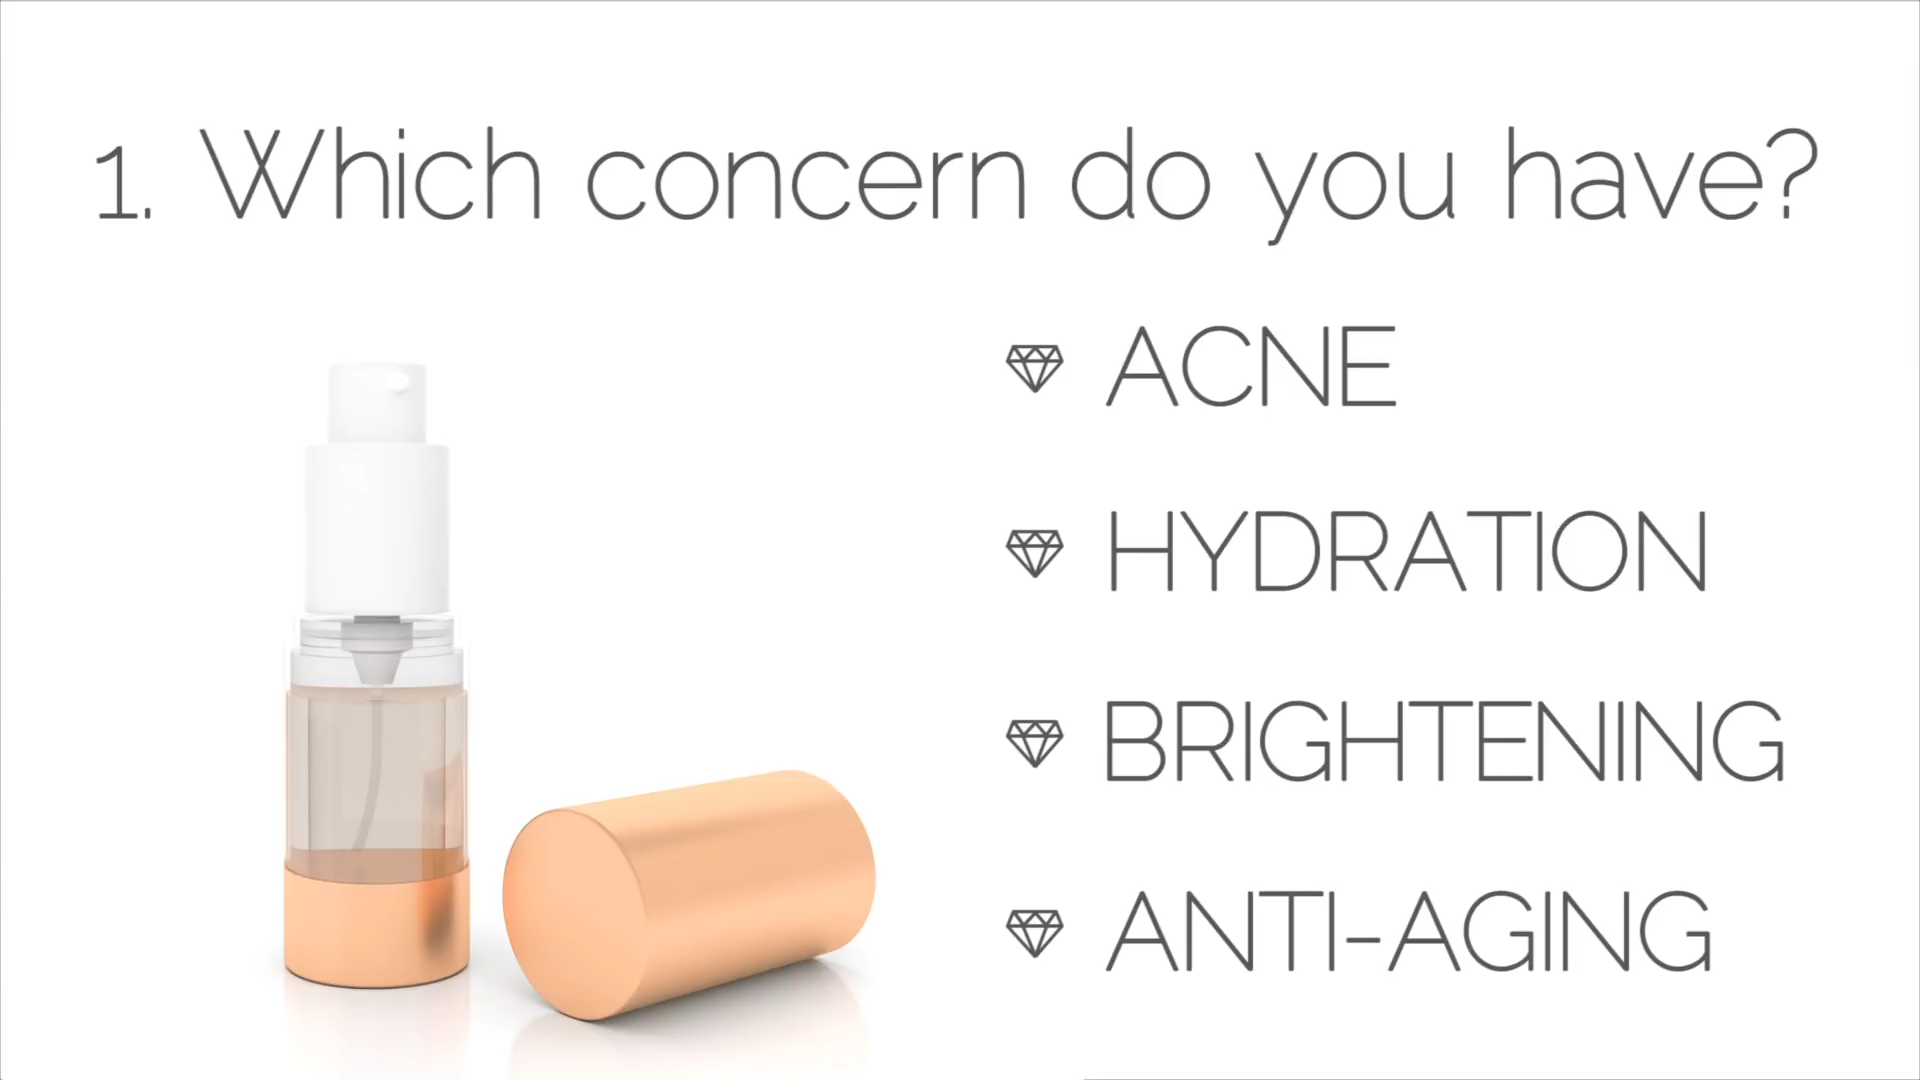 1. Which concern do you have?
ACNE
HYDRATION
BRIGHTENING
ANTI-AGING